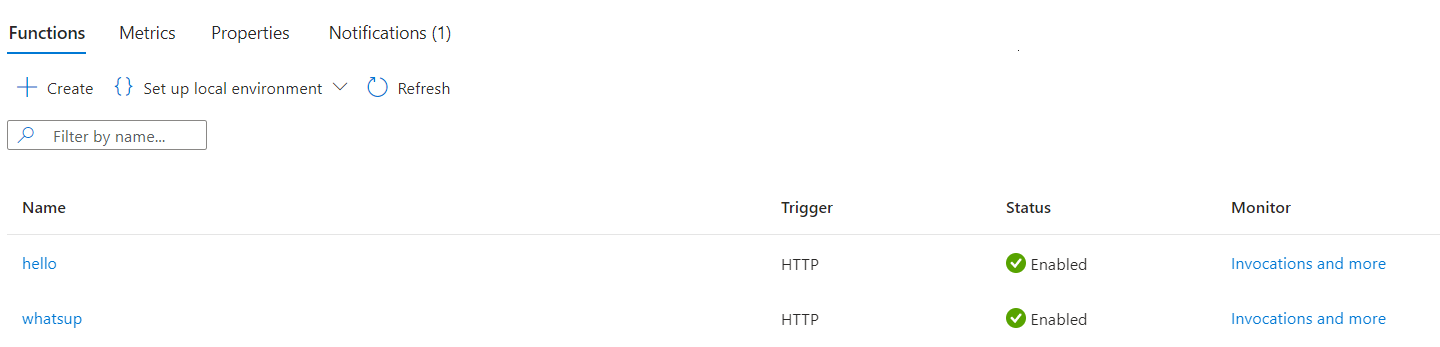 Functions Metrics Properties Notifications (1)
Create {} Set up local environment Refresh
Filter by name...
Name Trigger Status Monitor
hello HTTP Enabled Invocations and more
whatsup HTTP Enabled Invocations and more